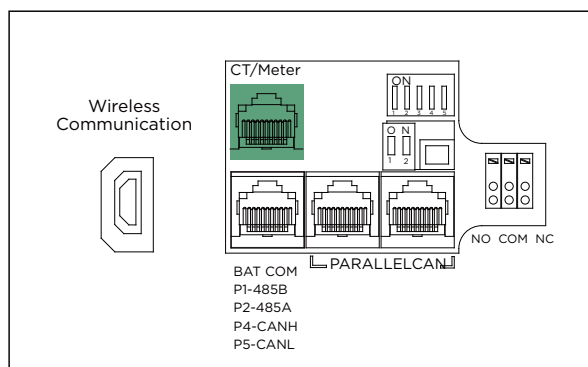 CT/Meter
Wireless
Communication
ON
1 2 3 4 5
O N
1 2
NO COM NC
PARALLELCAN
BAT COM
P1-485B
P2-485A
P4-CANH
P5-CANL